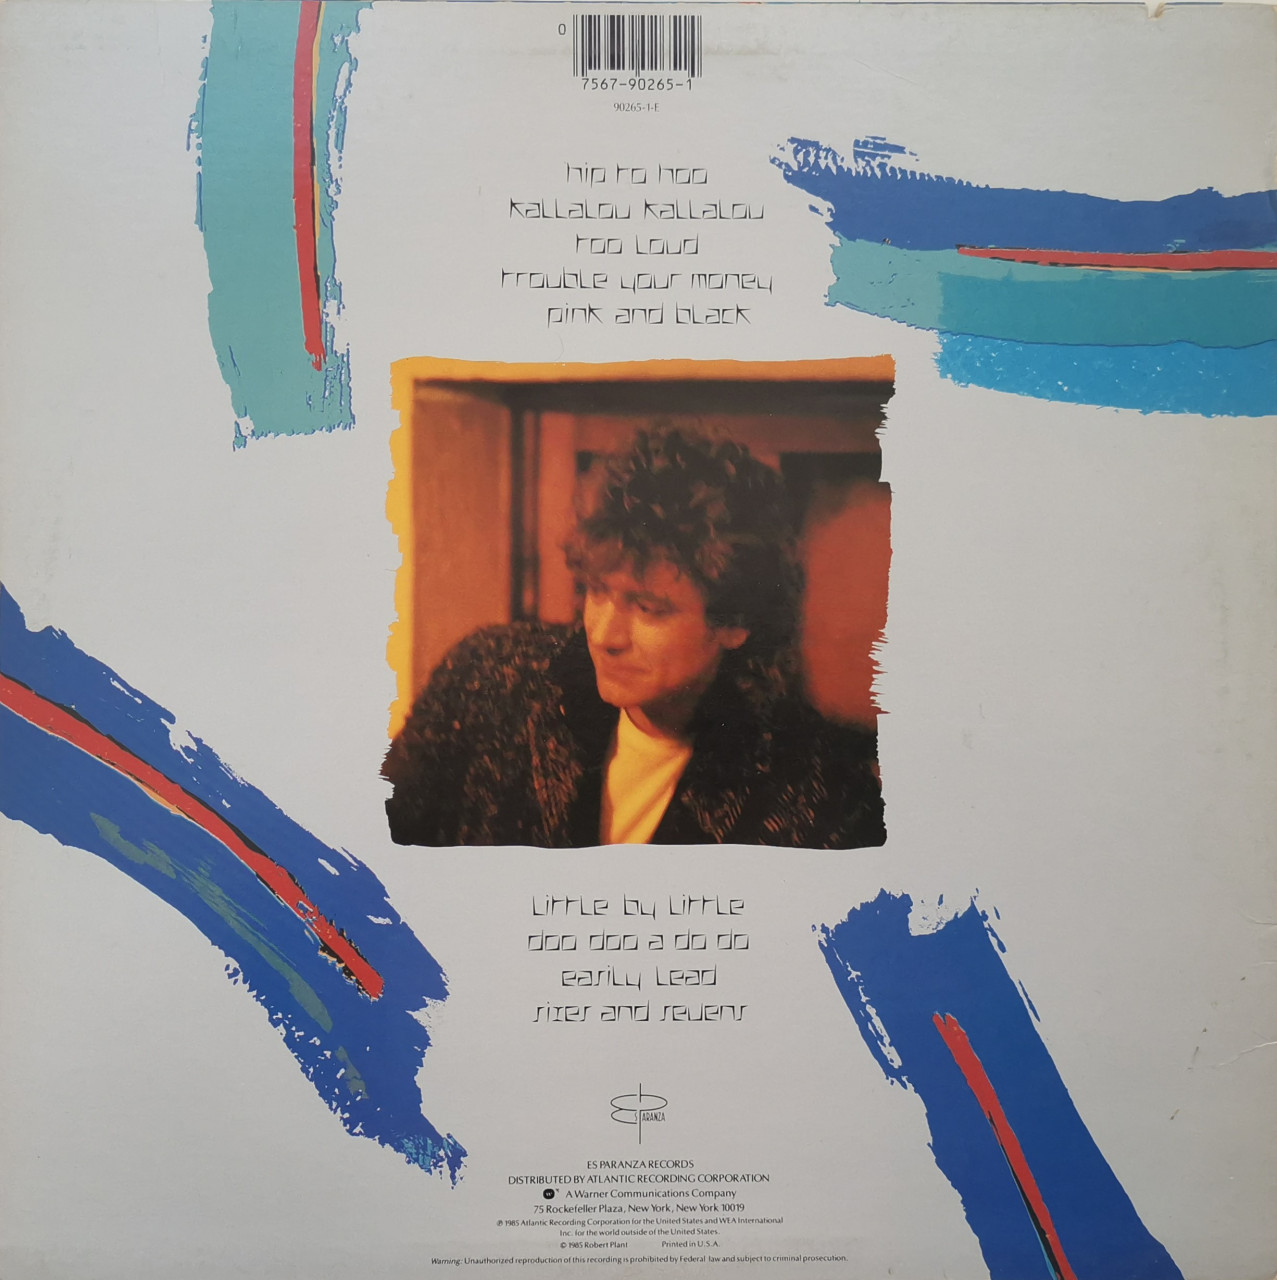 0
7567-90265-1
90265-1-E
hip to hoo
kallalou kallalou
too loud
trouble your money
pink and black
little by little
doo doo a do do
easily lead
sixes and sevens
ES PARANZA
ES PARANZA RECORDS
DISTRIBUTED BY ATLANTIC RECORDING CORPORATION
A Warner Communications Company
75 Rockefeller Plaza, New York, New York 10019
℗ 1985 Atlantic Recording Corporation for the United States and WEA International
Inc. for the world outside of the United States.
© 1985 Robert Plant Printed in U.S.A.
Warning: Unauthorized reproduction of this recording is prohibited by Federal law and subject to criminal prosecution.